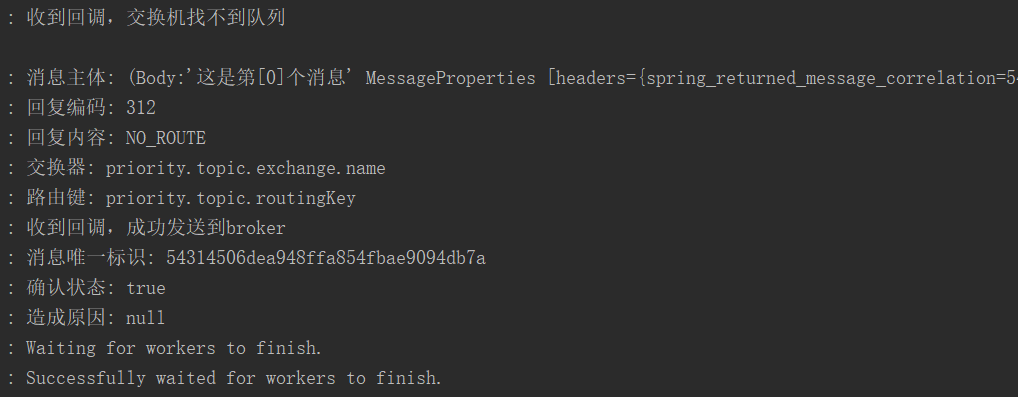 : 收到回调，交换机找不到队列
: 消息主体: (Body:'这是第[0]个消息' MessageProperties [headers={spring_returned_message_correlation=54
: 回复编码: 312
: 回复内容: NO_ROUTE
: 交换器: priority.topic.exchange.name
: 路由键: priority.topic.routingKey
: 收到回调，成功发送到broker
: 消息唯一标识: 54314506dea948ffa854fbae9094db7a
: 确认状态: true
: 造成原因: null
: Waiting for workers to finish.
: Successfully waited for workers to finish.